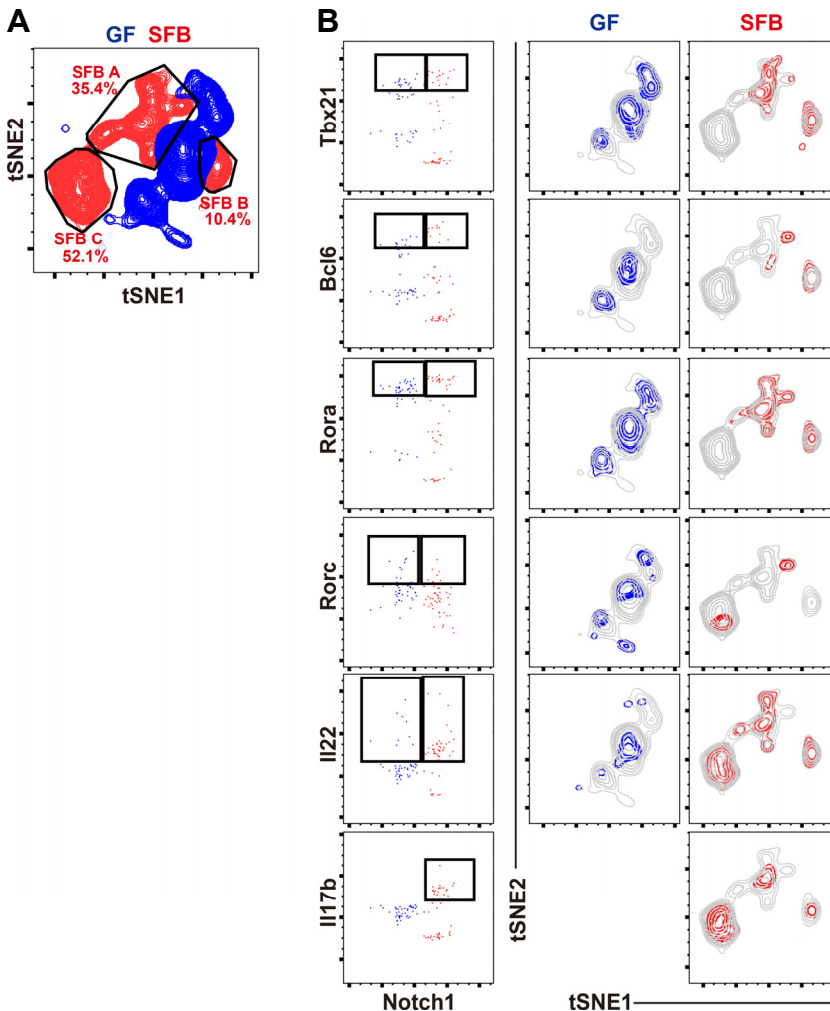 A
GF SFB
SFB A
35.4%
SFB B
10.4%
SFB C
52.1%
tSNE2
tSNE1
B
GF
SFB
Tbx21
Bcl6
Rora
Rorc
Il22
Il17b
Notch1
tSNE2
tSNE1